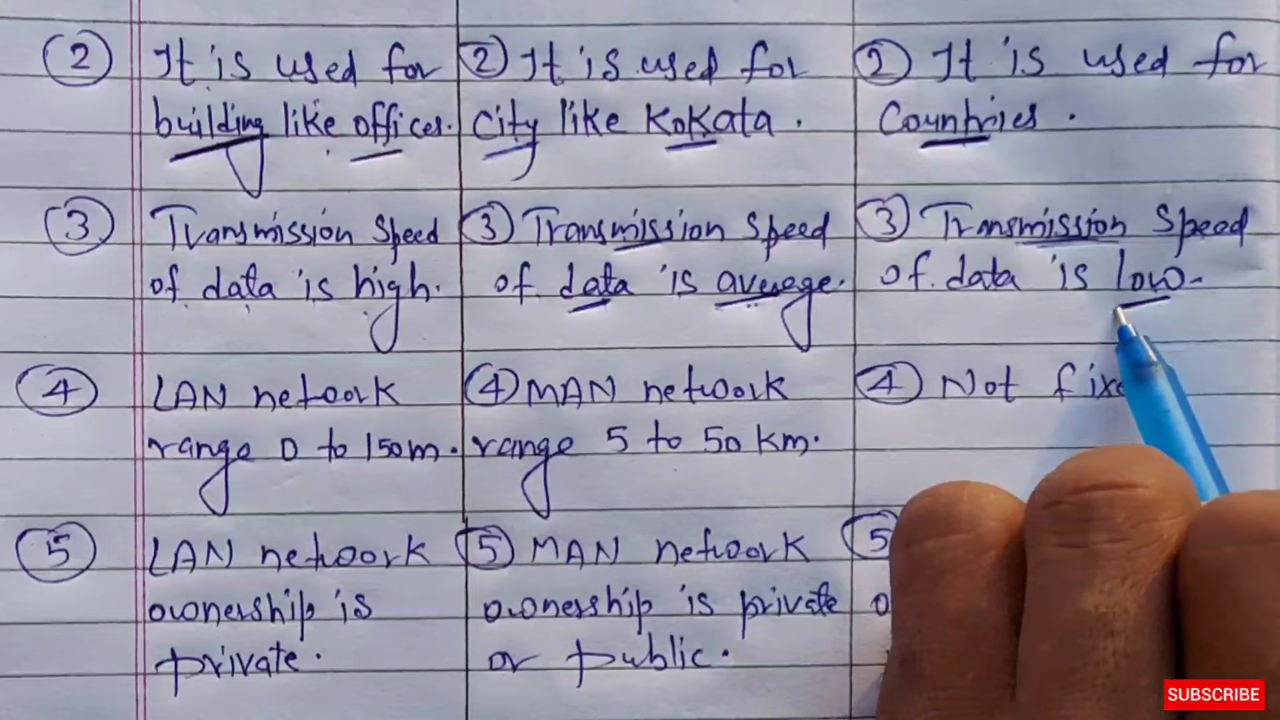 ② It is used for
building like offices.
② It is used for
city like Kokata.
② It is used for
Countries.
③ Transmission speed
of data is high.
③ Transmission speed
of data is average.
③ Transmission speed
of data is low.
④ LAN network
range 0 to 150m.
④ MAN network
range 5 to 50 km.
④ Not
⑤ LAN network
ownership is
private.
⑤ MAN network
ownership is private
or public.
⑤
SUBSCRIBE